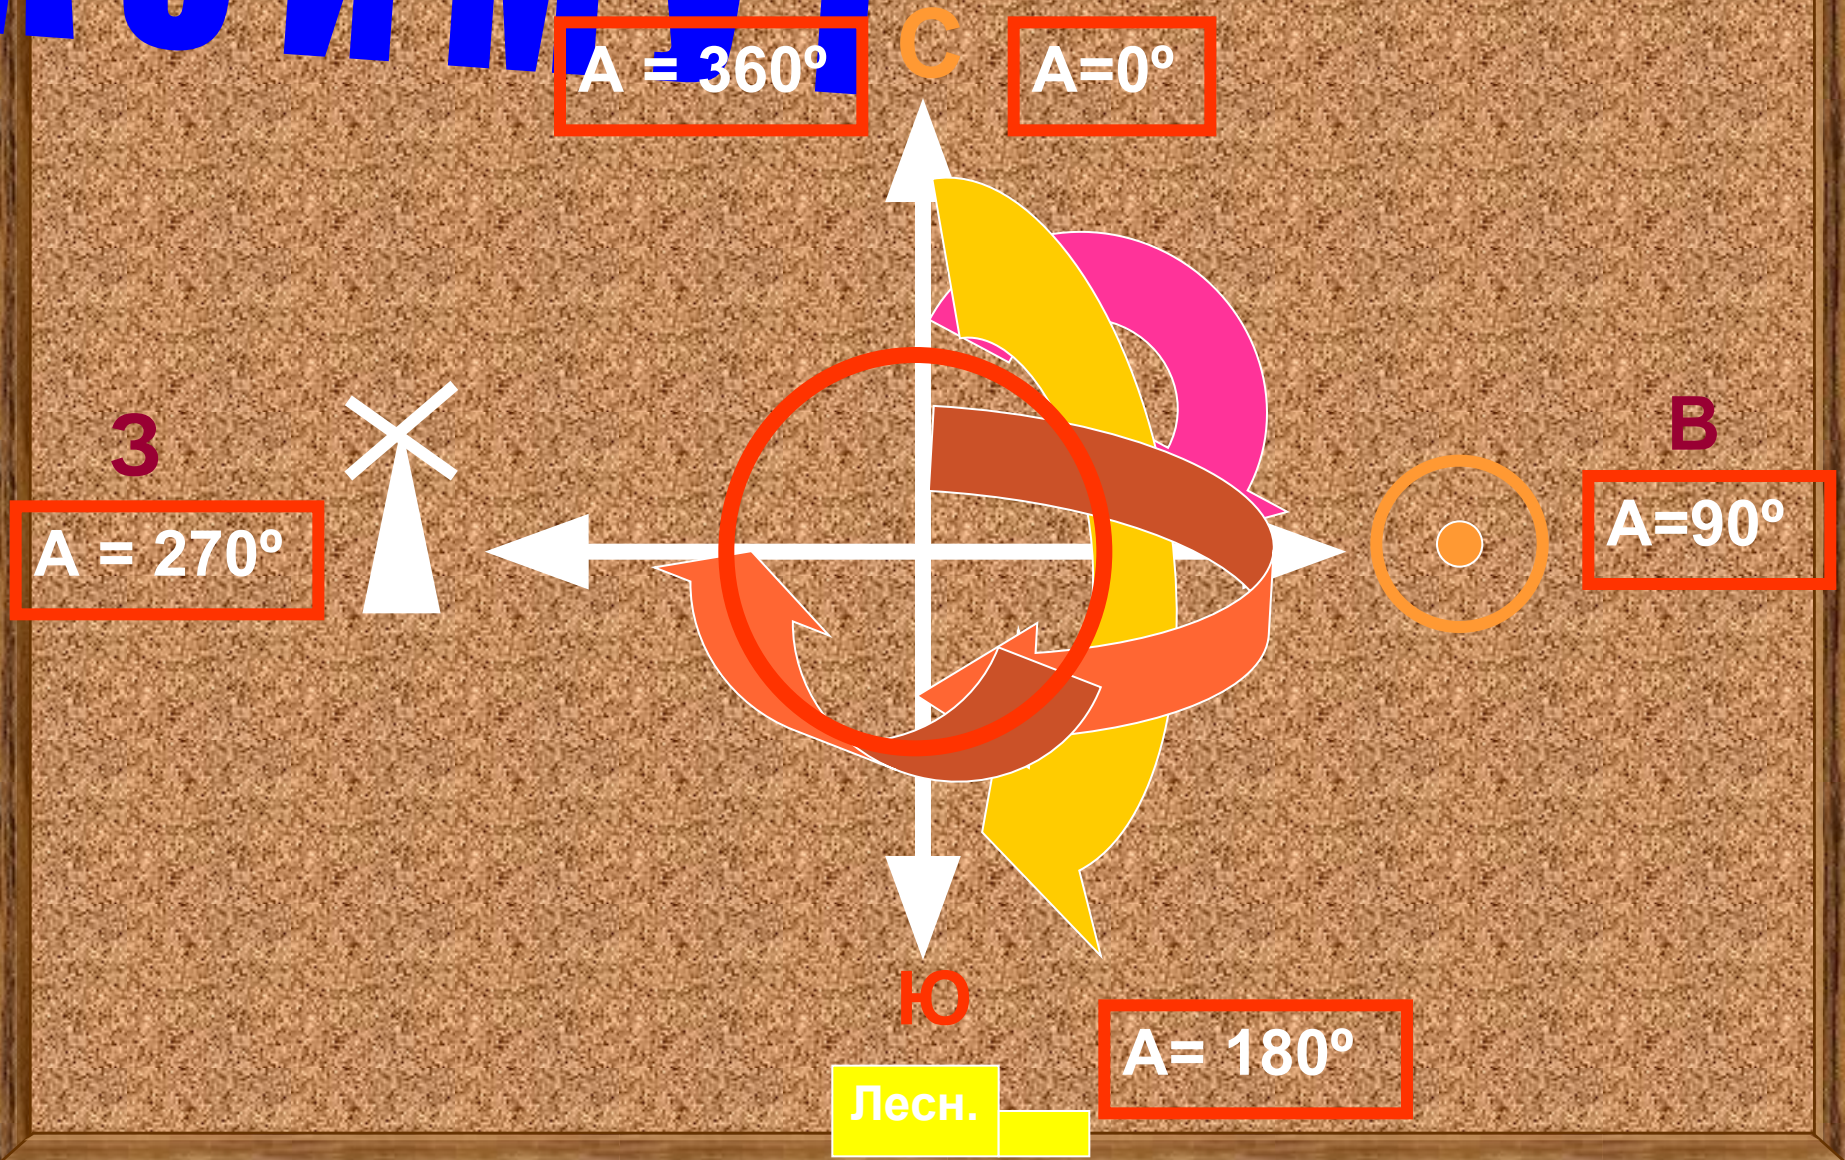 С
А = 360º
А=0º
З
В
А = 270º
А=90º
Ю
А= 180º
Лесн.